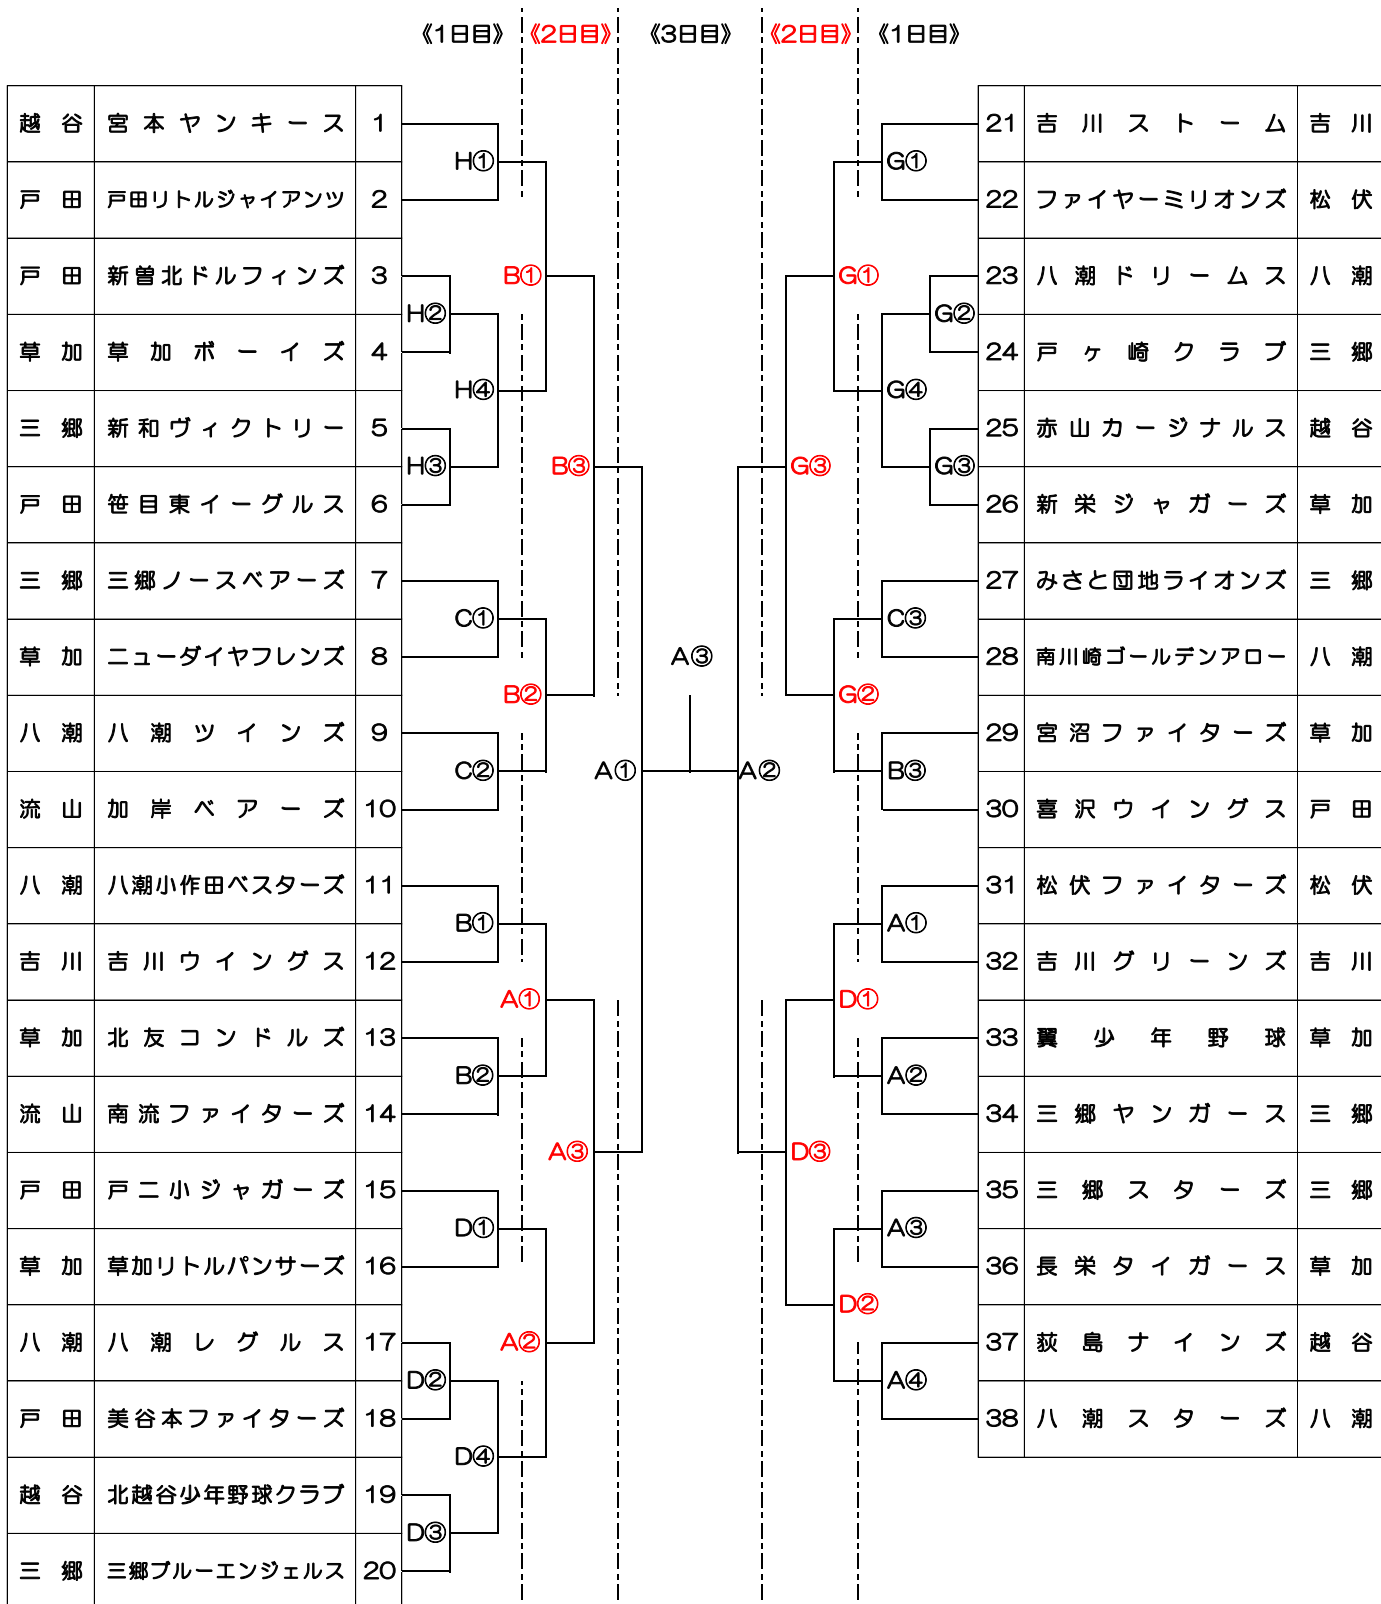 《1日目》 《2日目》 《3日目》 《2日目》 《1日目》
越谷 宮本ヤンキース 1
H①
戸田 戸田リトルジャイアンツ 2
戸田 新曽北ドルフィンズ 3
B①
H②
草加 草加ボーイズ 4
H④
三郷 新和ヴィクトリー 5
H③
B③
戸田 笹目東イーグルス 6
三郷 三郷ノースベアーズ 7
C①
草加 ニューダイヤフレンズ 8
B②
八潮 八潮ツインズ 9
C②
流山 加岸ベアーズ 10
八潮 八潮小作田ベスターズ 11
B①
吉川 吉川ウイングス 12
A①
草加 北友コンドルズ 13
B②
流山 南流ファイターズ 14
A③
戸田 戸二小ジャガーズ 15
D①
草加 草加リトルパンサーズ 16
八潮 八潮レグルス 17
A②
D②
戸田 美谷本ファイターズ 18
D④
越谷 北越谷少年野球クラブ 19
D③
三郷 三郷ブルーエンジェルス 20
A③
A①
A②
21 吉川ストーム 吉川
G①
22 ファイヤーミリオンズ 松伏
23 八潮ドリームス 八潮
G①
G②
24 戸ヶ崎クラブ 三郷
G④
25 赤山カージナルス 越谷
G③
G③
26 新栄ジャガーズ 草加
27 みさと団地ライオンズ 三郷
C③
28 南川崎ゴールデンアロー 八潮
G②
29 宮沼ファイターズ 草加
B③
30 喜沢ウイングス 戸田
31 松伏ファイターズ 松伏
A①
32 吉川グリーンズ 吉川
D①
33 翼少年野球 草加
A②
34 三郷ヤンガース 三郷
D③
35 三郷スターズ 三郷
A③
36 長栄タイガース 草加
D②
37 荻島ナインズ 越谷
A④
38 八潮スターズ 八潮